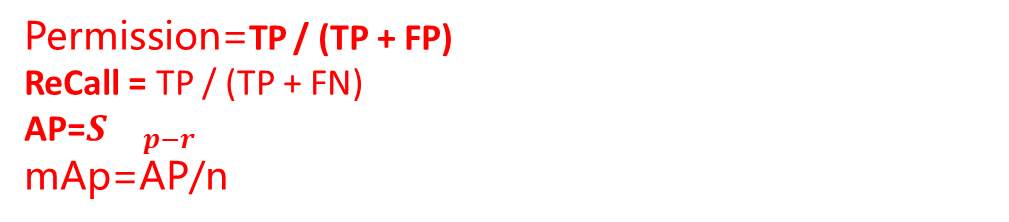 Permission=TP / (TP + FP)
ReCall = TP / (TP + FN)
AP=S p−r
mAp=AP/n